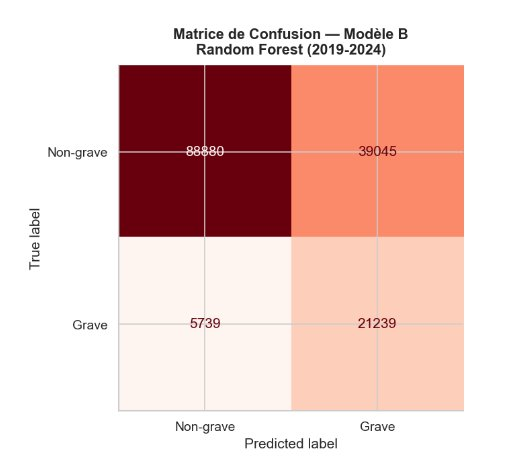 Matrice de Confusion — Modèle B
Random Forest (2019-2024)
Non-grave
88880
39045
True label
Grave
5739
21239
Non-grave
Grave
Predicted label